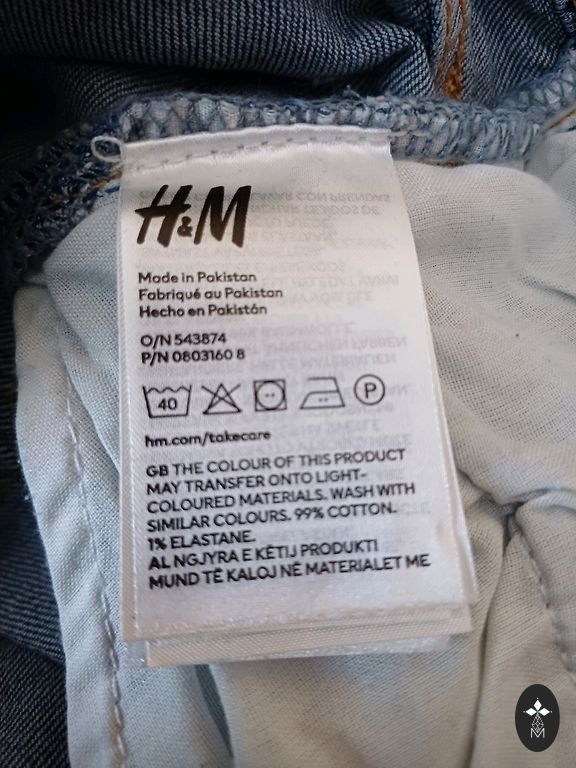 H&M
Made in Pakistan
Fabriqué au Pakistan
Hecho en Pakistón
O/N 543874
P/N 0803160 8
40 P
hm.com/takecare
GB THE COLOUR OF THIS PRODUCT
MAY TRANSFER ONTO LIGHT-
COLOURED MATERIALS. WASH WITH
SIMILAR COLOURS. 99% COTTON.
1% ELASTANE.
AL NGJYRA E KËTIJ PRODUKTI
MUND TË KALOJ NË MATERIALET ME
M